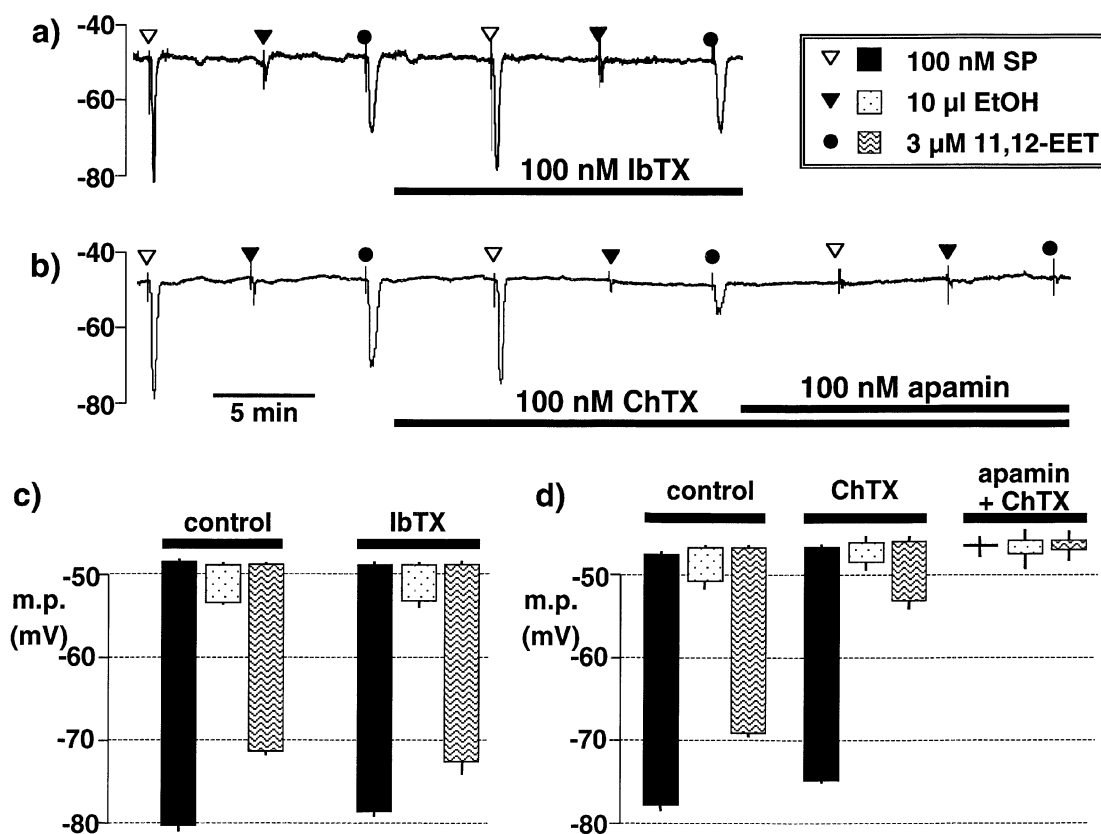 a)
-40
-60
-80
100 nM IbTX
100 nM SP
10 µl EtOH
3 µM 11,12-EET
b)
-40
-60
-80
5 min
100 nM ChTX
100 nM apamin
c)
control
IbTX
-50
m.p.
(mV)
-60
-70
-80
d)
control
ChTX
apamin
+ ChTX
-50
m.p.
(mV)
-60
-70
-80